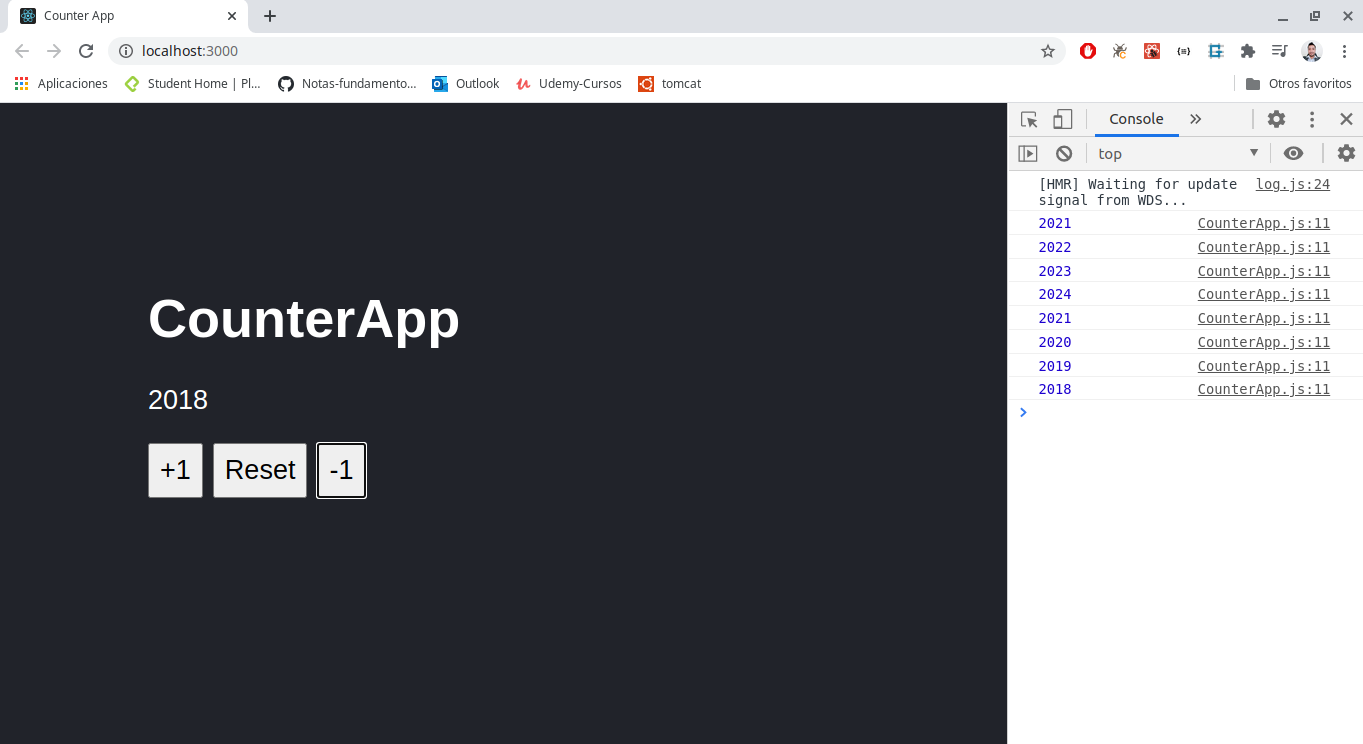 Counter App
localhost:3000
Aplicaciones Student Home | Pl... Notas-fundamento... Outlook Udemy-Cursos tomcat Otros favoritos
CounterApp
2018
+1 Reset -1
Console
top
[HMR] Waiting for update log.js:24
signal from WDS...
2021 CounterApp.js:11
2022 CounterApp.js:11
2023 CounterApp.js:11
2024 CounterApp.js:11
2021 CounterApp.js:11
2020 CounterApp.js:11
2019 CounterApp.js:11
2018 CounterApp.js:11